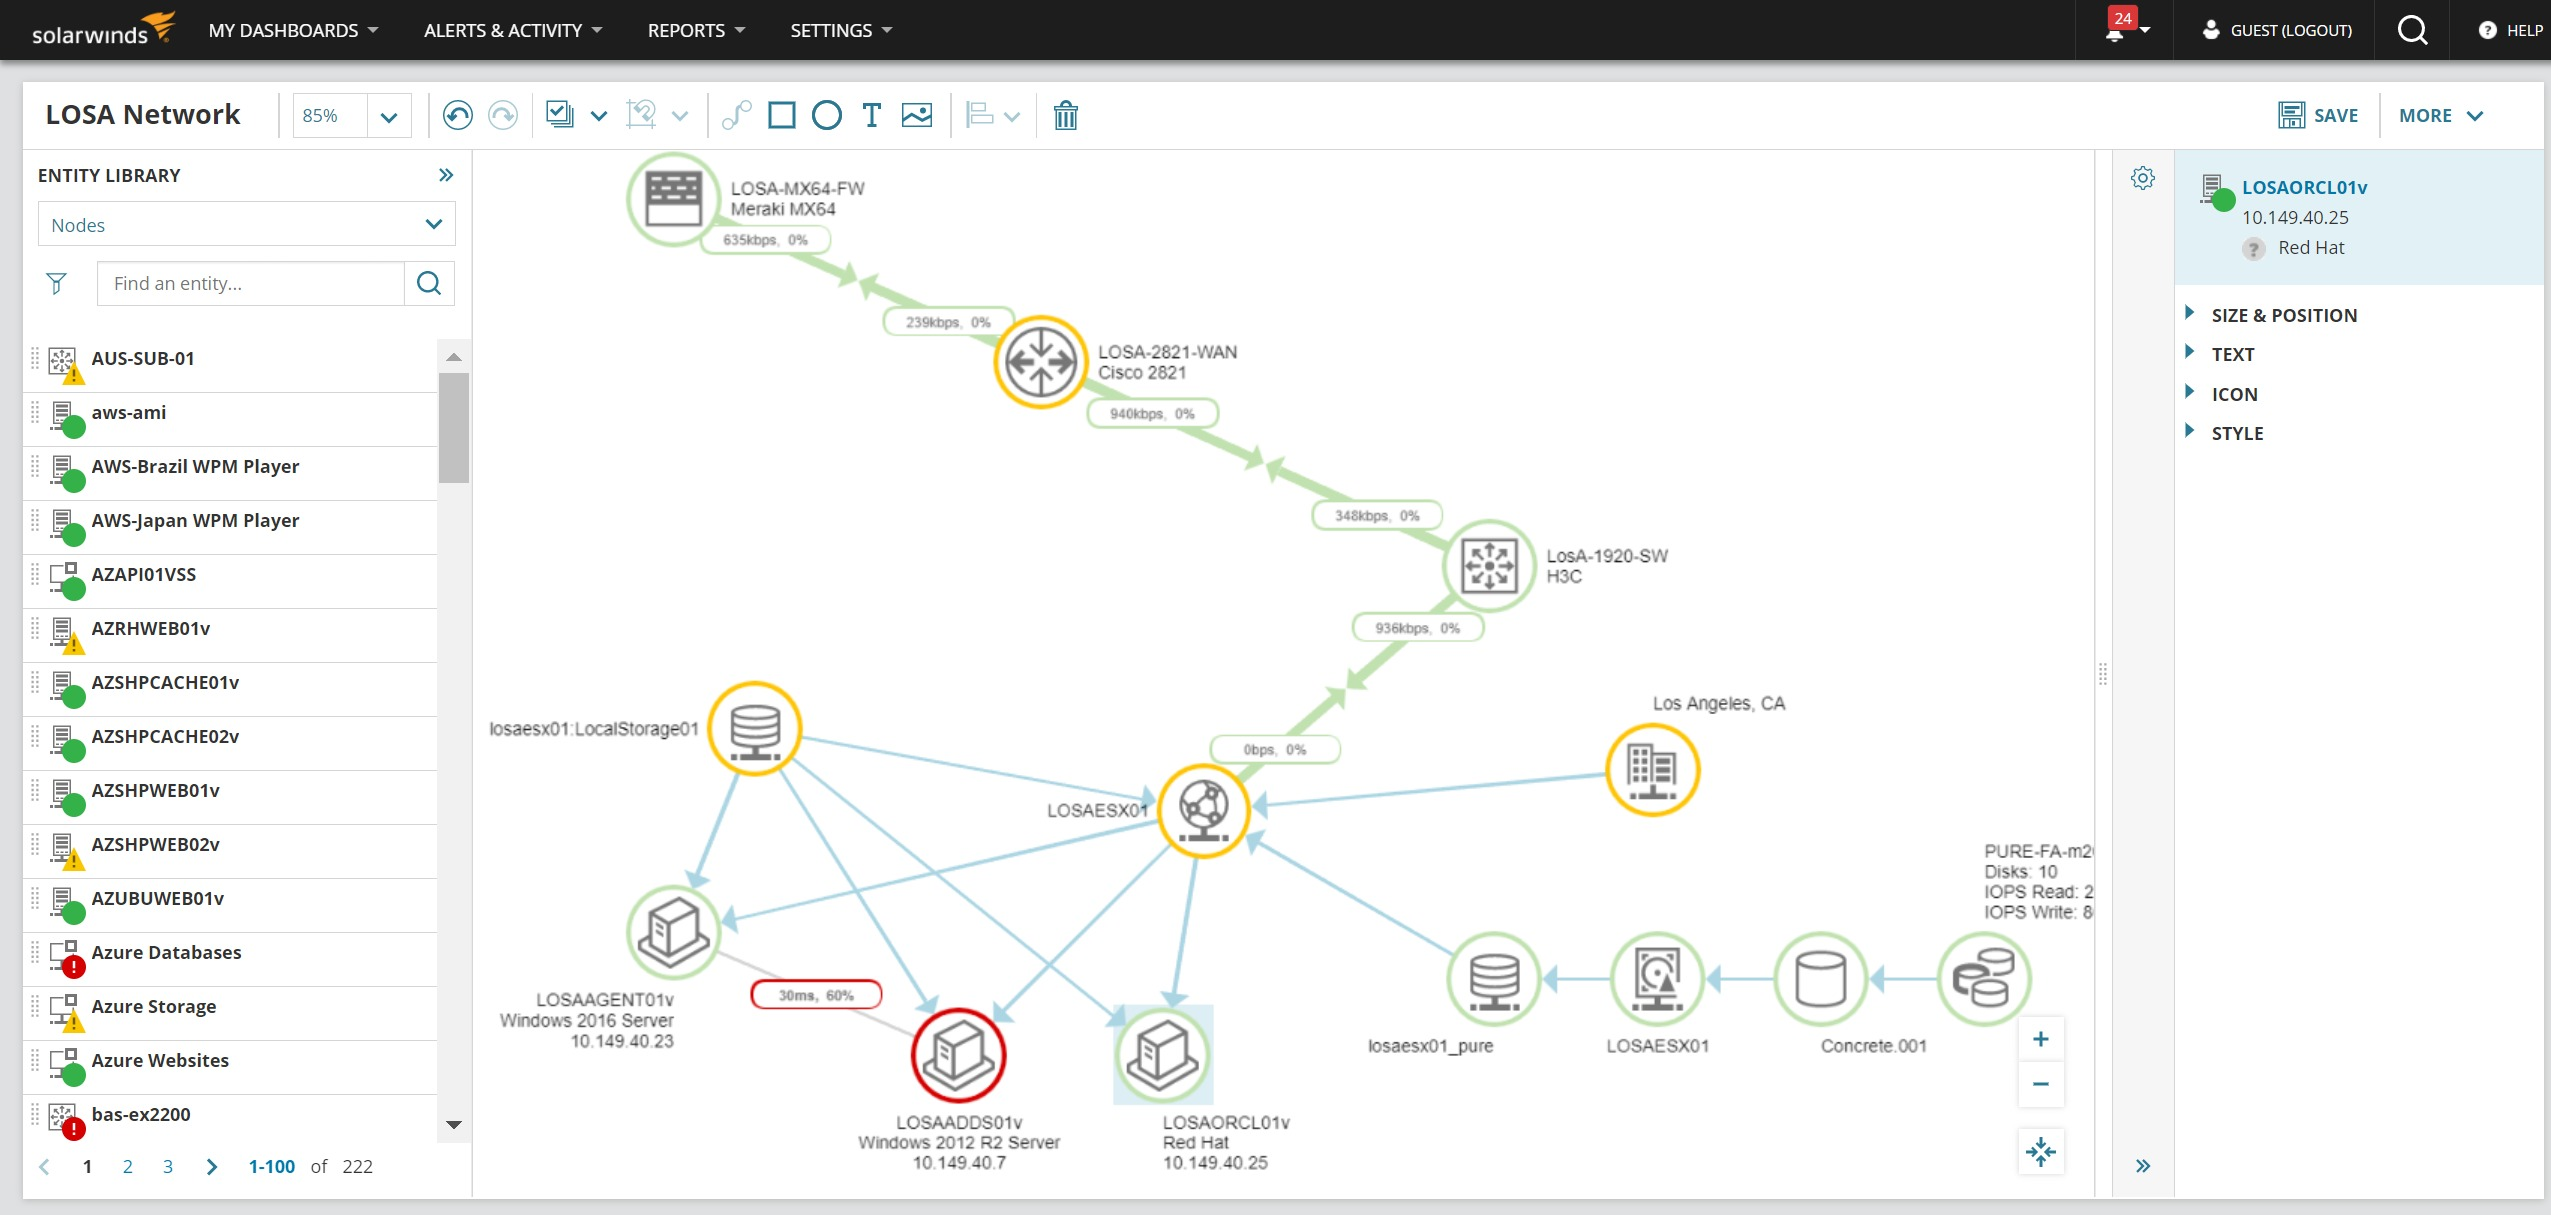 solarwinds
MY DASHBOARDS
ALERTS & ACTIVITY
REPORTS
SETTINGS
24
GUEST (LOGOUT)
? HELP
LOSA Network
85%
T
SAVE
MORE
ENTITY LIBRARY
Nodes
Find an entity...
AUS-SUB-01
aws-ami
AWS-Brazil WPM Player
AWS-Japan WPM Player
AZAPI01VSS
AZRHWEB01v
AZSHPCACHE01v
AZSHPCACHE02v
AZSHPWEB01v
AZSHPWEB02v
AZUBUWEB01v
Azure Databases
Azure Storage
Azure Websites
bas-ex2200
1 2 3 1-100 of 222
LOSA-MX64-FW
Meraki MX64
635kbps, 0%
239kbps, 0%
LOSA-2821-WAN
Cisco 2821
940kbps, 0%
348kbps, 0%
LosA-1920-SW
H3C
936kbps, 0%
0bps, 0%
losaesx01:LocalStorage01
LOSAESX01
Los Angeles, CA
PURE-FA-m2
Disks: 10
IOPS Read: 2
IOPS Write: 8
LOSAAGENT01v
Windows 2016 Server
10.149.40.23
30ms, 60%
LOSAADDS01v
Windows 2012 R2 Server
10.149.40.7
LOSAORCL01v
Red Hat
10.149.40.25
losaesx01_pure
LOSAESX01
Concrete.001
LOSAORCL01v
10.149.40.25
? Red Hat
SIZE & POSITION
TEXT
ICON
STYLE